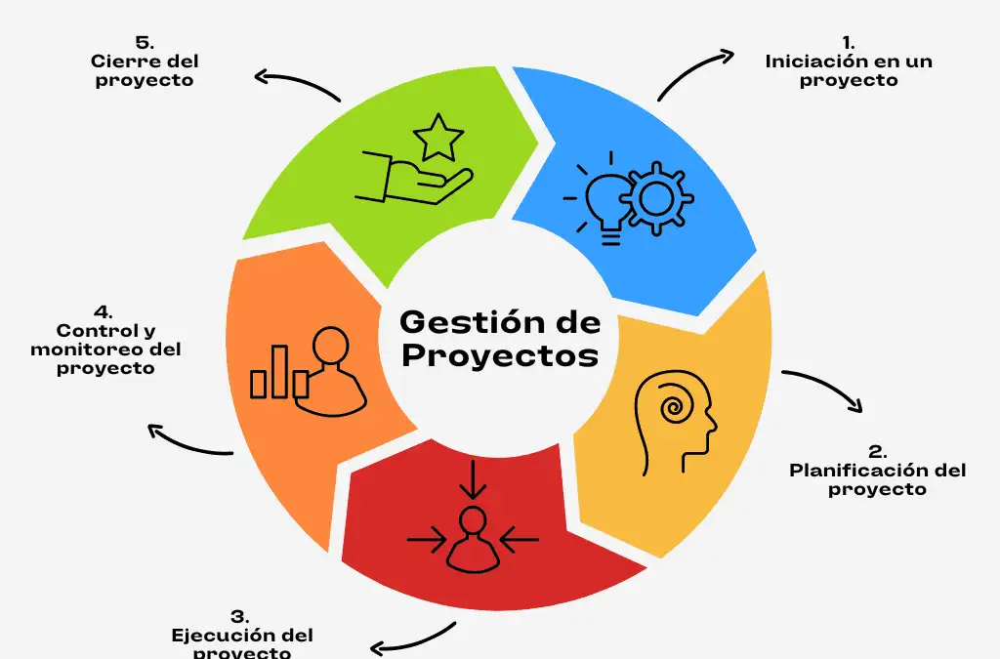 Gestión de
Proyectos
1.
Iniciación en un
proyecto
2.
Planificación del
proyecto
3.
Ejecución del
proyecto
4.
Control y
monitoreo del
proyecto
5.
Cierre del
proyecto